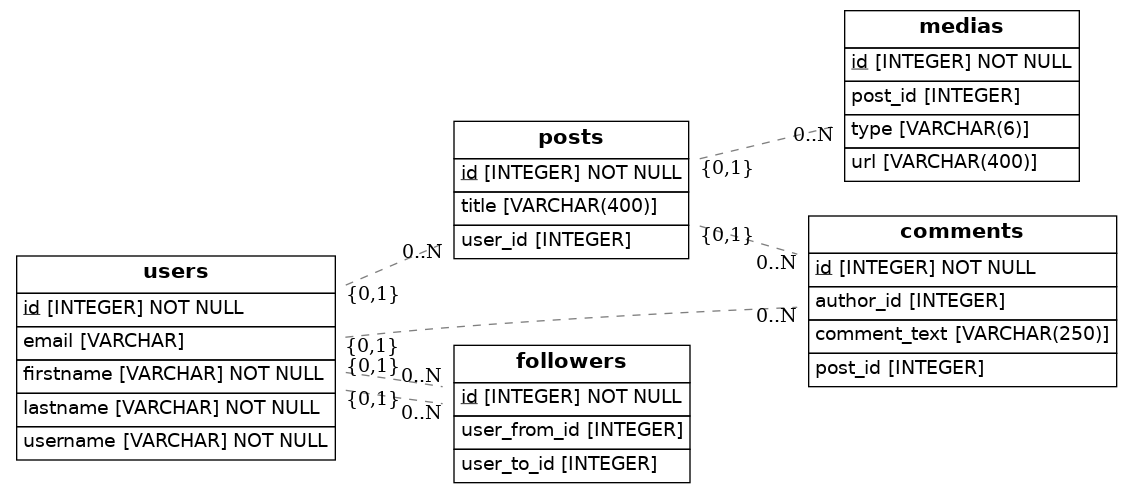 medias
id [INTEGER] NOT NULL
post_id [INTEGER]
type [VARCHAR(6)]
url [VARCHAR(400)]
posts
id [INTEGER] NOT NULL
title [VARCHAR(400)]
user_id [INTEGER]
0..N
{0,1}
{0,1}
0..N
comments
id [INTEGER] NOT NULL
author_id [INTEGER]
comment_text [VARCHAR(250)]
post_id [INTEGER]
users
id [INTEGER] NOT NULL
email [VARCHAR]
firstname [VARCHAR] NOT NULL
lastname [VARCHAR] NOT NULL
username [VARCHAR] NOT NULL
0..N
{0,1}
0..N
{0,1}
{0,1}
0..N
{0,1}
0..N
followers
id [INTEGER] NOT NULL
user_from_id [INTEGER]
user_to_id [INTEGER]